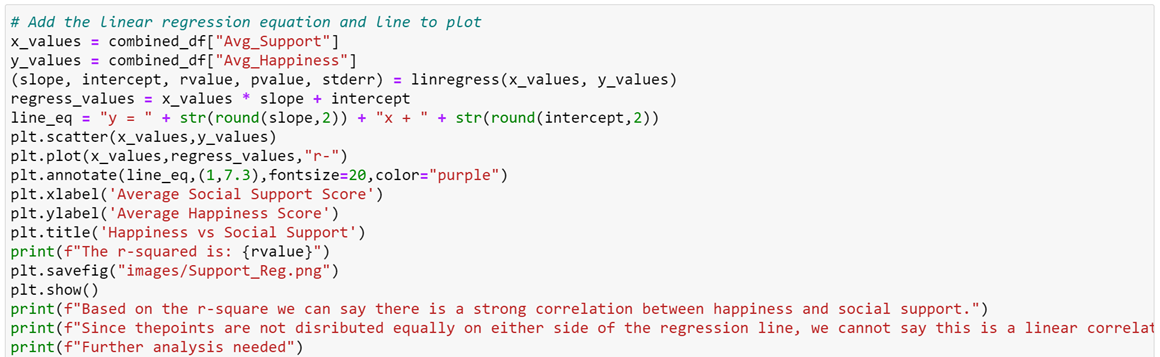 # Add the linear regression equation and line to plot
x_values = combined_df["Avg_Support"]
y_values = combined_df["Avg_Happiness"]
(slope, intercept, rvalue, pvalue, stderr) = linregress(x_values, y_values)
regress_values = x_values * slope + intercept
line_eq = "y = " + str(round(slope,2)) + "x + " + str(round(intercept,2))
plt.scatter(x_values,y_values)
plt.plot(x_values,regress_values,"r-")
plt.annotate(line_eq,(1,7.3),fontsize=20,color="purple")
plt.xlabel('Average Social Support Score')
plt.ylabel('Average Happiness Score')
plt.title('Happiness vs Social Support')
print(f"The r-squared is: {rvalue}")
plt.savefig("images/Support_Reg.png")
plt.show()
print(f"Based on the r-square we can say there is a strong correlation between happiness and social support.")
print(f"Since thepoints are not disributed equally on either side of the regression line, we cannot say this is a linear correlat
print(f"Further analysis needed")